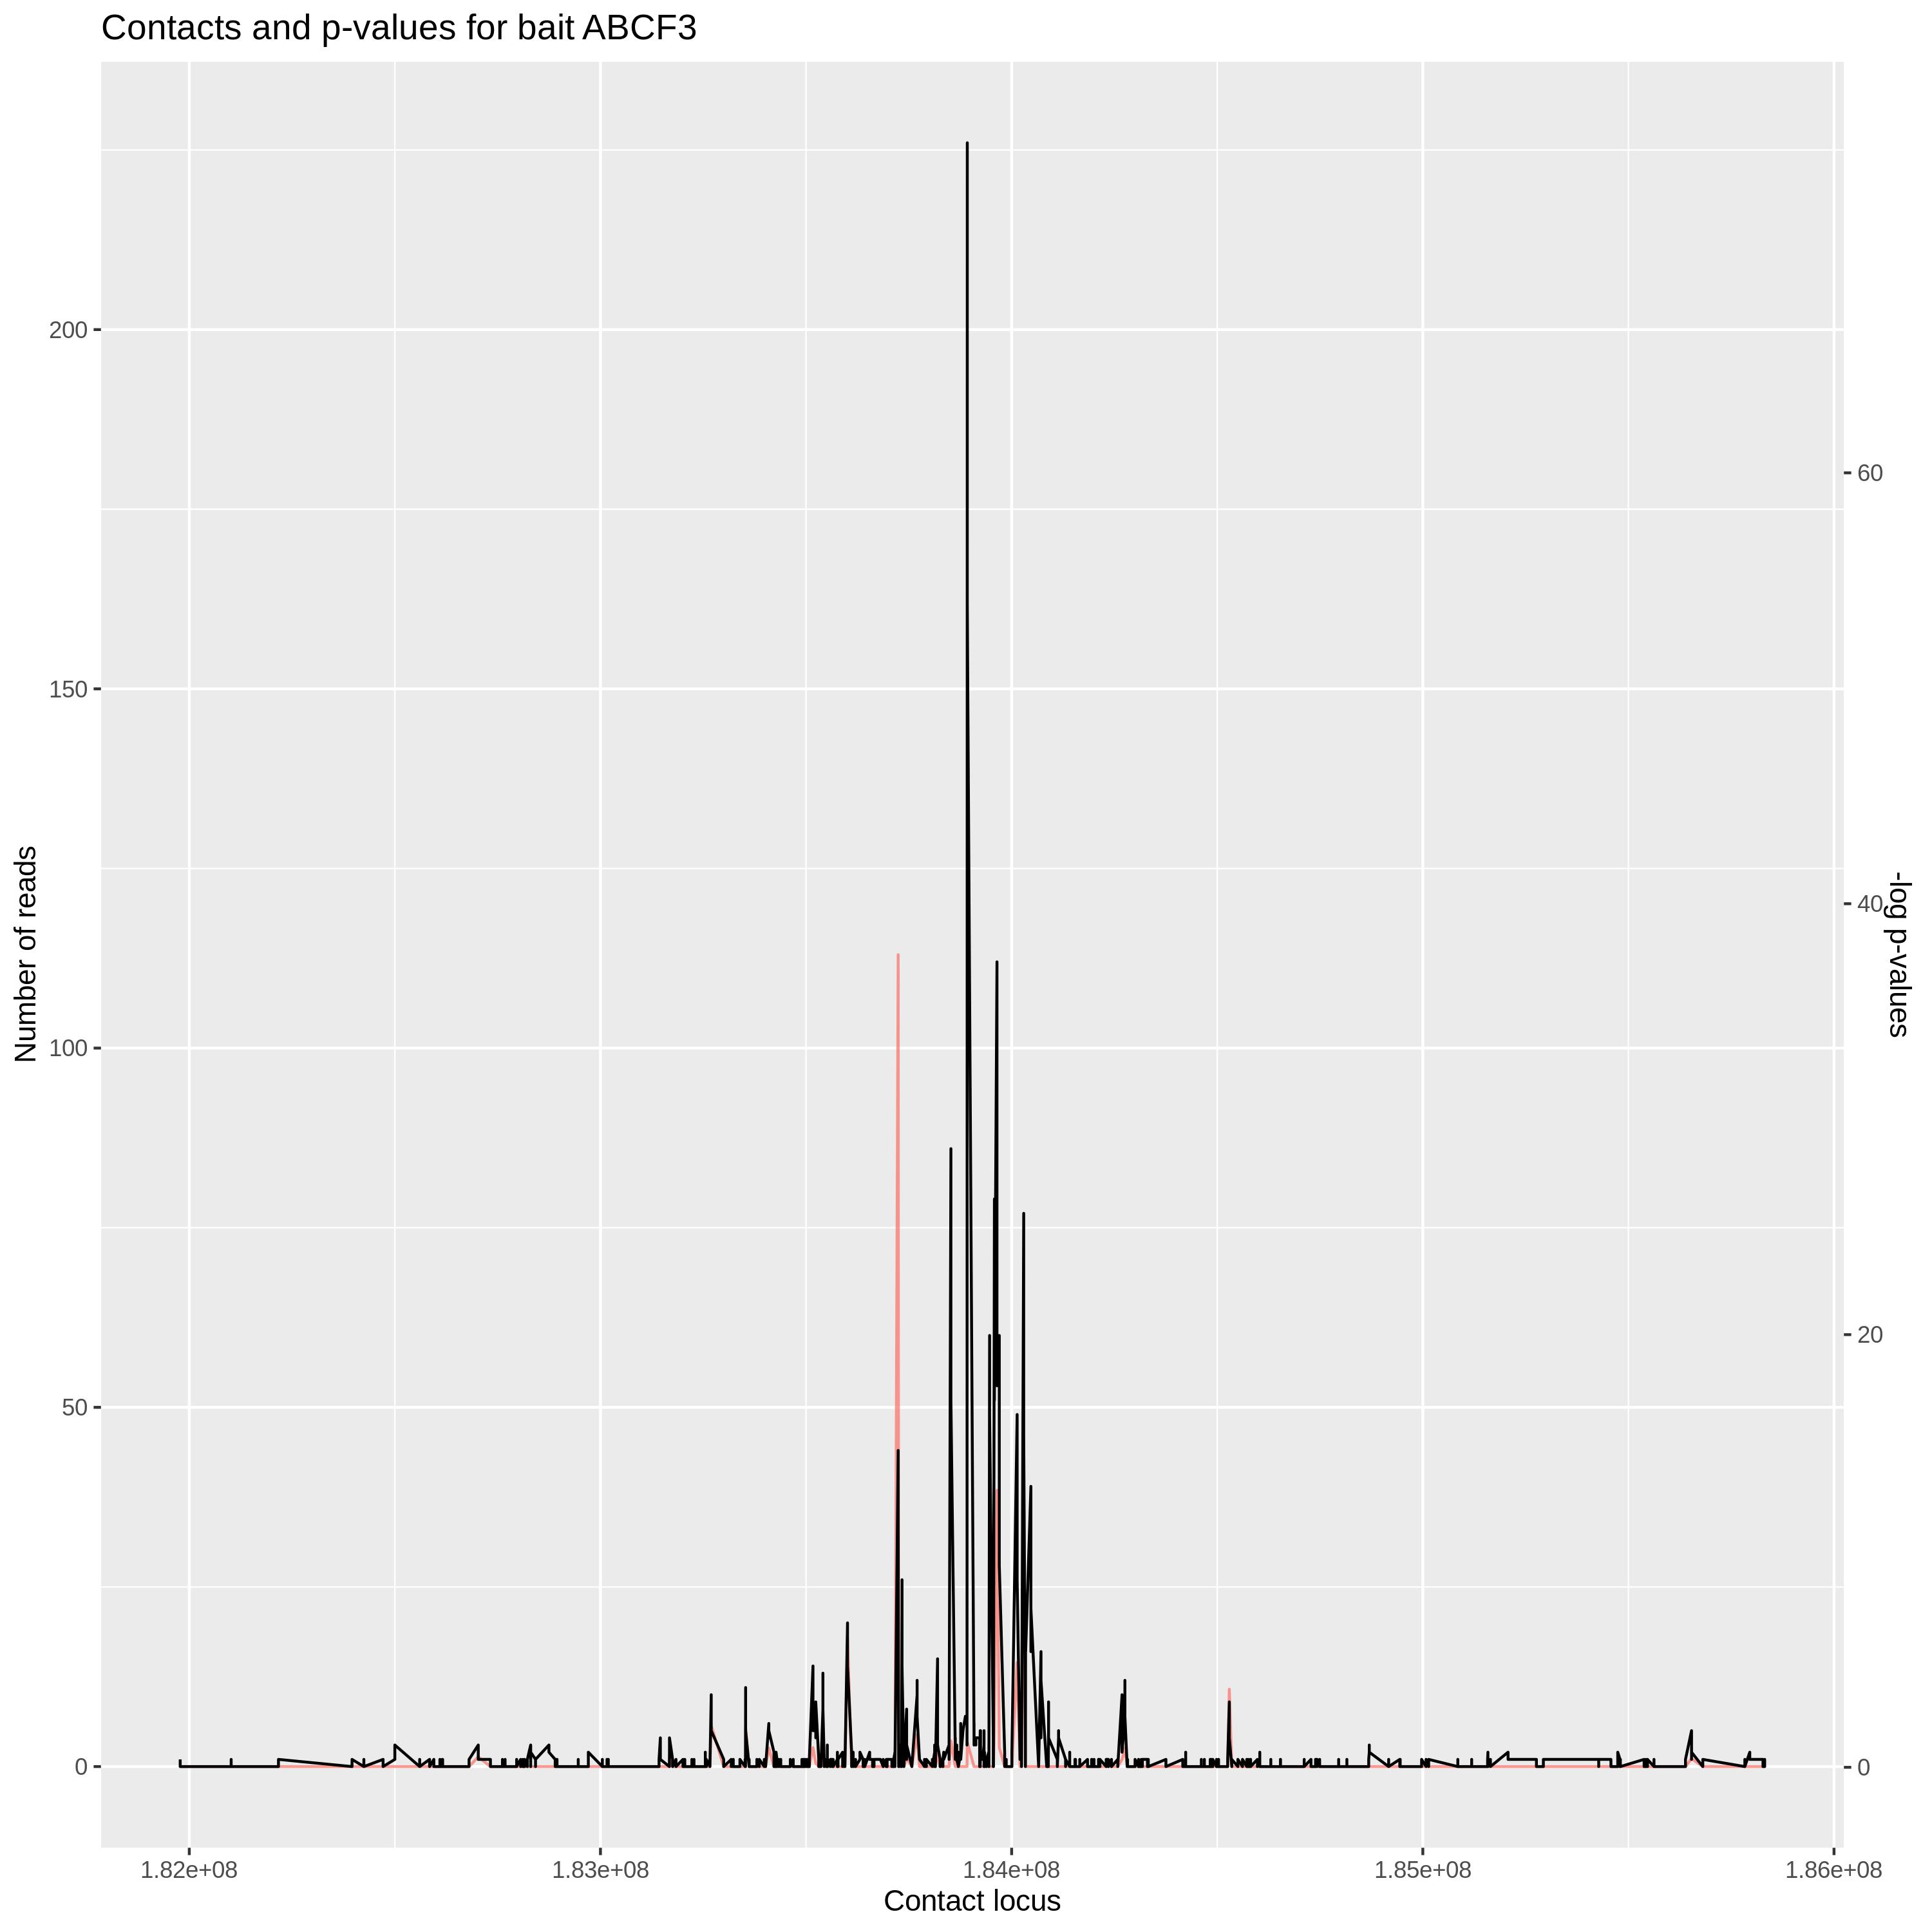 Contacts and p-values for bait ABCF3
Number of reads
200
150
100
50
0
60
40
20
0
-log p-values
1.82e+08 1.83e+08 1.84e+08 1.85e+08 1.86e+08
Contact locus